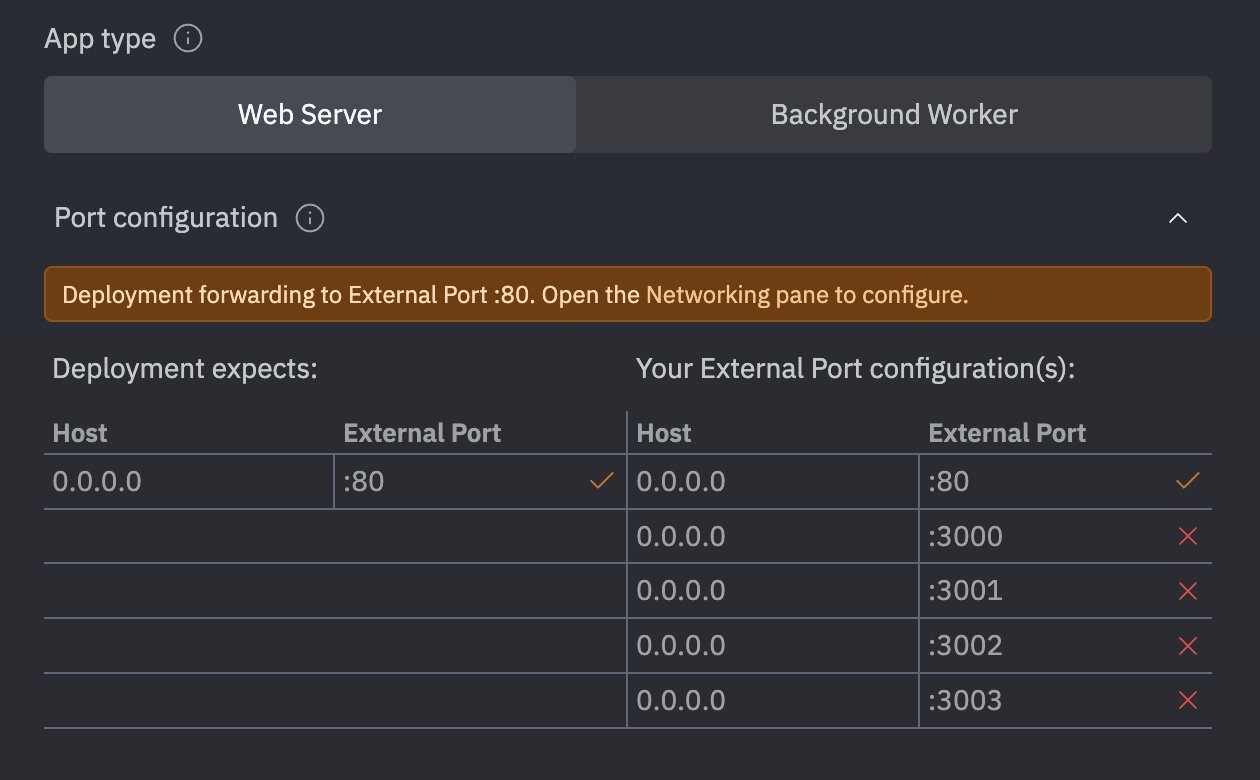 App type
Web Server Background Worker
Port configuration
Deployment forwarding to External Port :80. Open the Networking pane to configure.
Deployment expects: Your External Port configuration(s):
Host External Port Host External Port
0.0.0.0 :80 0.0.0.0 :80
0.0.0.0 :3000
0.0.0.0 :3001
0.0.0.0 :3002
0.0.0.0 :3003